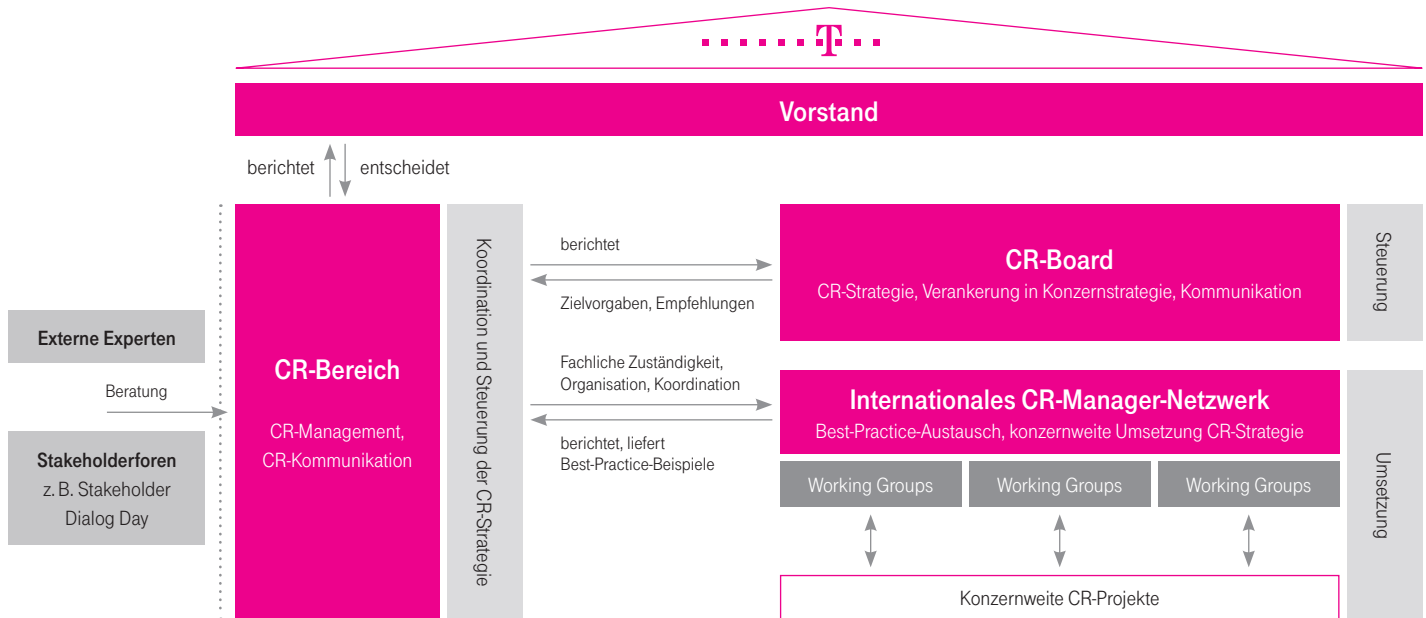 T
Vorstand
berichtet
entscheidet
Externe Experten
Beratung
Stakeholderforen
z. B. Stakeholder
Dialog Day
CR-Bereich
CR-Management,
CR-Kommunikation
Koordination und Steuerung der CR-Strategie
berichtet
Zielvorgaben, Empfehlungen
Fachliche Zuständigkeit,
Organisation, Koordination
berichtet, liefert
Best-Practice-Beispiele
CR-Board
CR-Strategie, Verankerung in Konzernstrategie, Kommunikation
Steuerung
Internationales CR-Manager-Netzwerk
Best-Practice-Austausch, konzernweite Umsetzung CR-Strategie
Working Groups
Working Groups
Working Groups
Konzernweite CR-Projekte
Umsetzung